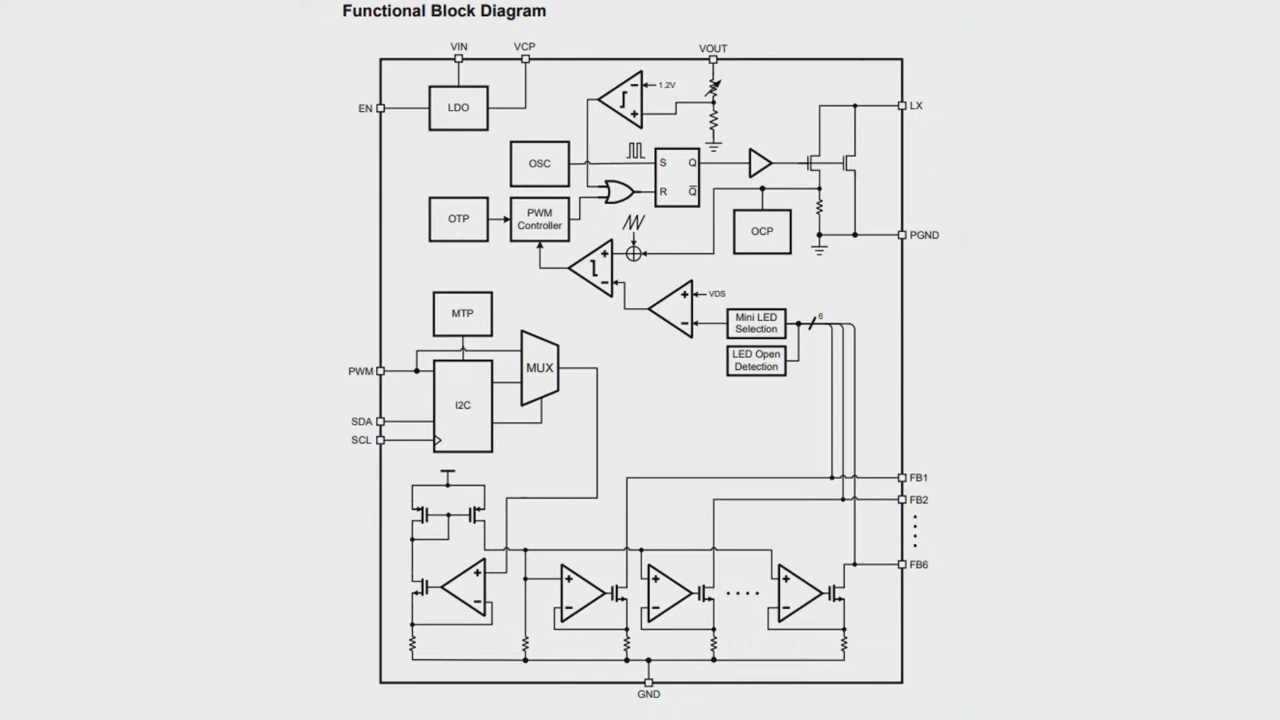 Functional Block Diagram
VIN
VCP
VOUT
1.2V
EN
LDO
LX
OSC
S
Q
R
Q̅
OTP
PWM
Controller
OCP
PGND
VDS
MTP
Mini LED
Selection
6
LED Open
Detection
PWM
MUX
I2C
SDA
SCL
FB1
FB2
FB6
GND